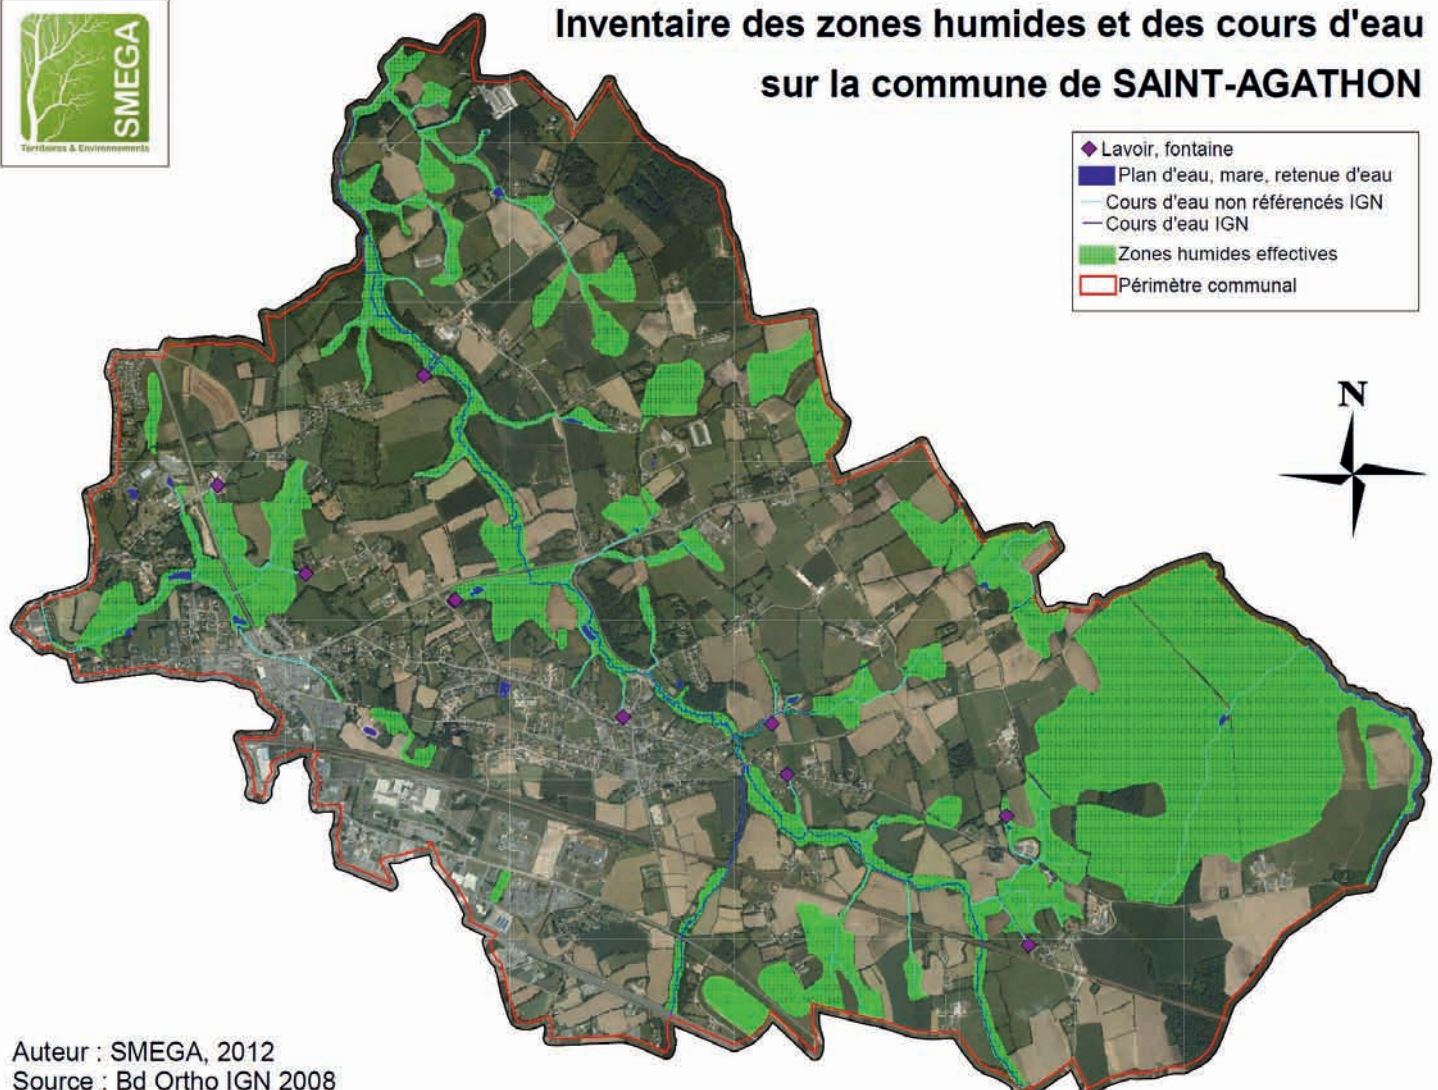 SMEGA
Territoires & Environnements
Inventaire des zones humides et des cours d'eau
sur la commune de SAINT-AGATHON
Lavoir, fontaine
Plan d'eau, mare, retenue d'eau
Cours d'eau non référencés IGN
Cours d'eau IGN
Zones humides effectives
Périmètre communal
N
Auteur : SMEGA, 2012
Source : Bd Ortho IGN 2008